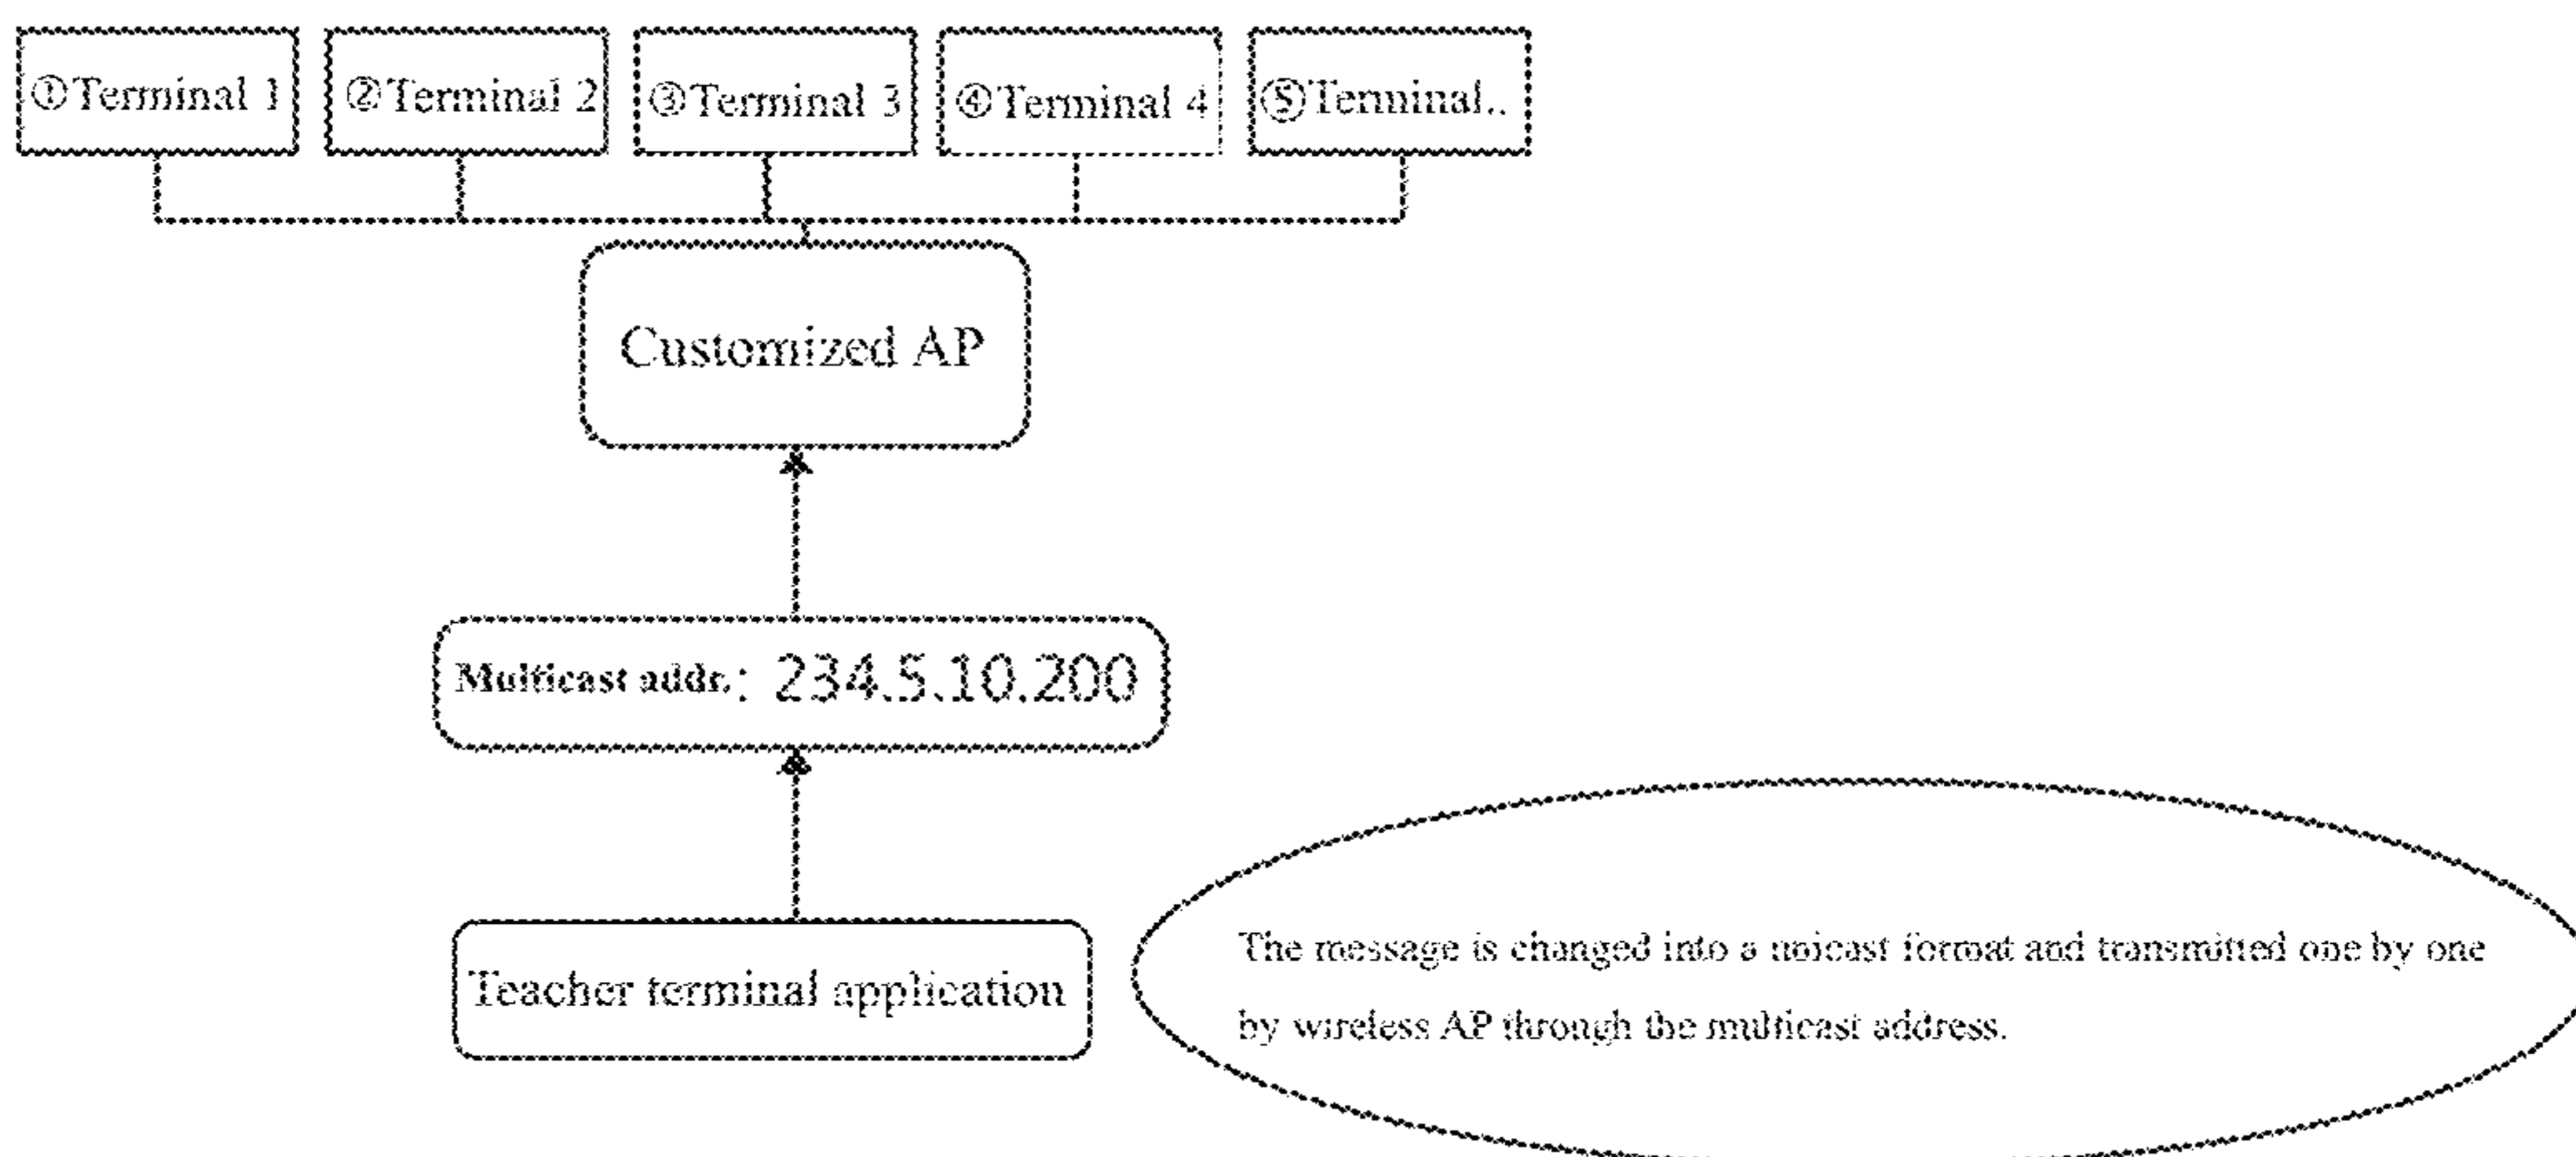 ①Terminal 1
②Terminal 2
③Terminal 3
④Terminal 4
⑤Terminal..
Customized AP
Multicast addr.: 234.5.10.200
Teacher terminal application
The message is changed into a unicast format and transmitted one by one
by wireless AP through the multicast address.